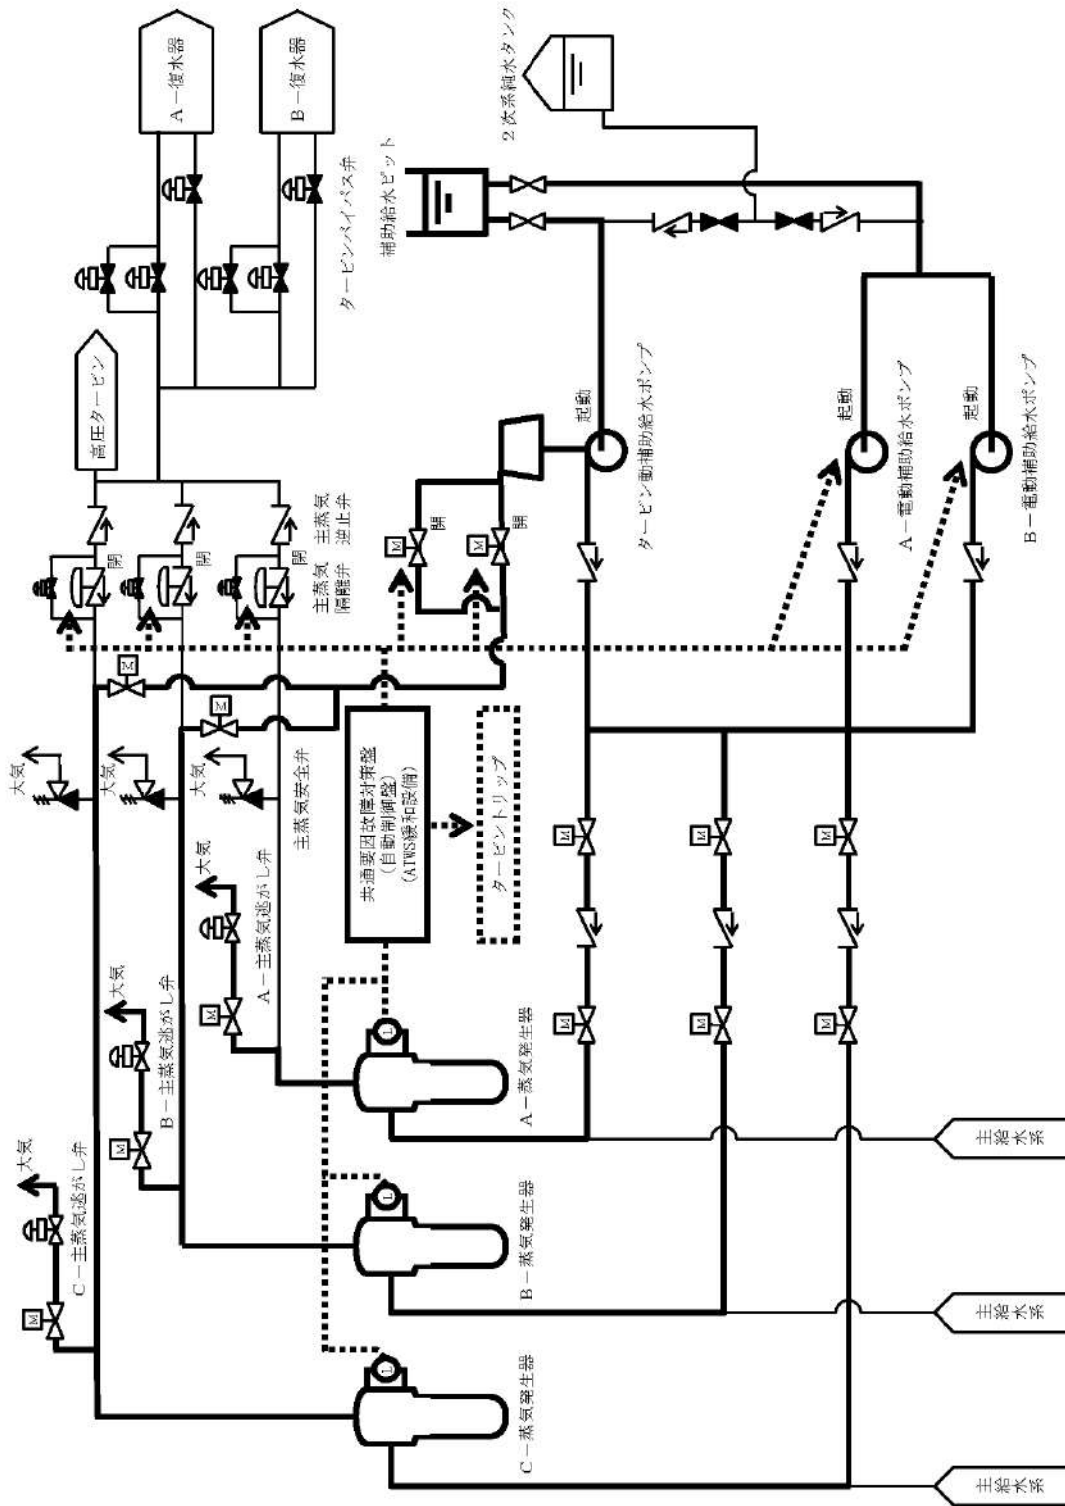 A－復水器
B－復水器
タービンバイパス弁
高圧タービン
補助給水ピット
2次系純水タンク
主蒸気
逆止弁
主蒸気
隔離弁
開
開
開
M
開
M
開
起動
タービン動補助給水ポンプ
起動
A－電動補助給水ポンプ
起動
B－電動補助給水ポンプ
M
M
大気
大気
大気
主蒸気安全弁
共通要因故障対策盤
(自動制御盤)
(ATWS緩和設備)
タービントリップ
大気
M
A－主蒸気逃がし弁
大気
M
B－主蒸気逃がし弁
大気
M
C－主蒸気逃がし弁
M
M
M
M
M
M
L
A－蒸気発生器
L
B－蒸気発生器
L
C－蒸気発生器
主給水系
主給水系
主給水系